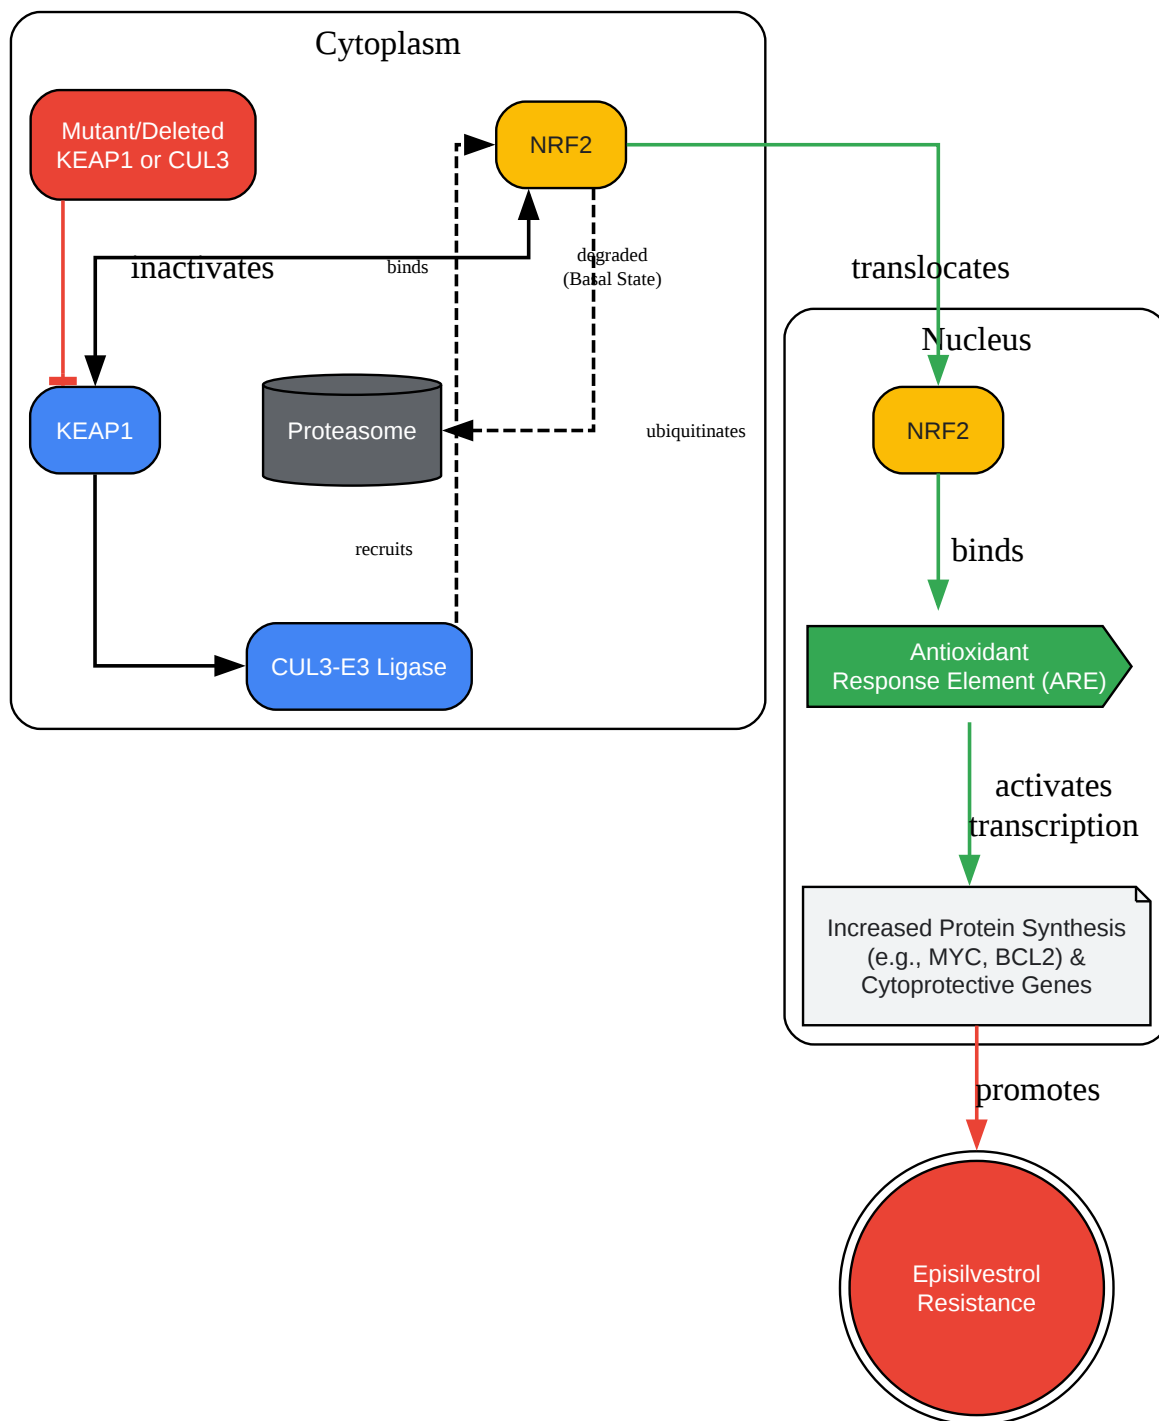 Cytoplasm
Mutant/Deleted
KEAP1 or CUL3
NRF2
inactivates
binds
degraded
(Basal State)
translocates
Nucleus
KEAP1
Proteasome
ubiquitinates
NRF2
recruits
binds
CUL3-E3 Ligase
Antioxidant
Response Element (ARE)
activates
transcription
Increased Protein Synthesis
(e.g., MYC, BCL2) &
Cytoprotective Genes
promotes
Episilvestrol
Resistance